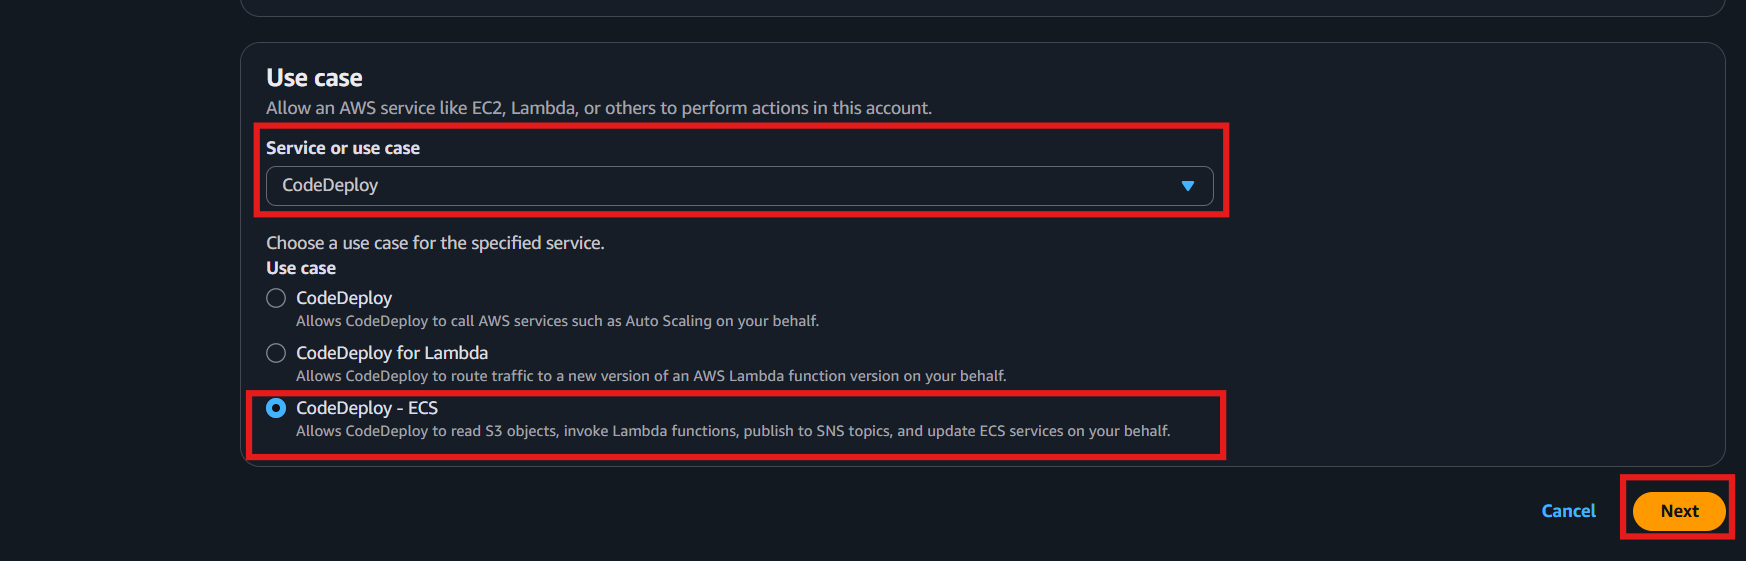 Use case
Allow an AWS service like EC2, Lambda, or others to perform actions in this account.
Service or use case
CodeDeploy
Choose a use case for the specified service.
Use case
CodeDeploy
Allows CodeDeploy to call AWS services such as Auto Scaling on your behalf.
CodeDeploy for Lambda
Allows CodeDeploy to route traffic to a new version of an AWS Lambda function version on your behalf.
CodeDeploy - ECS
Allows CodeDeploy to read S3 objects, invoke Lambda functions, publish to SNS topics, and update ECS services on your behalf.
Cancel
Next